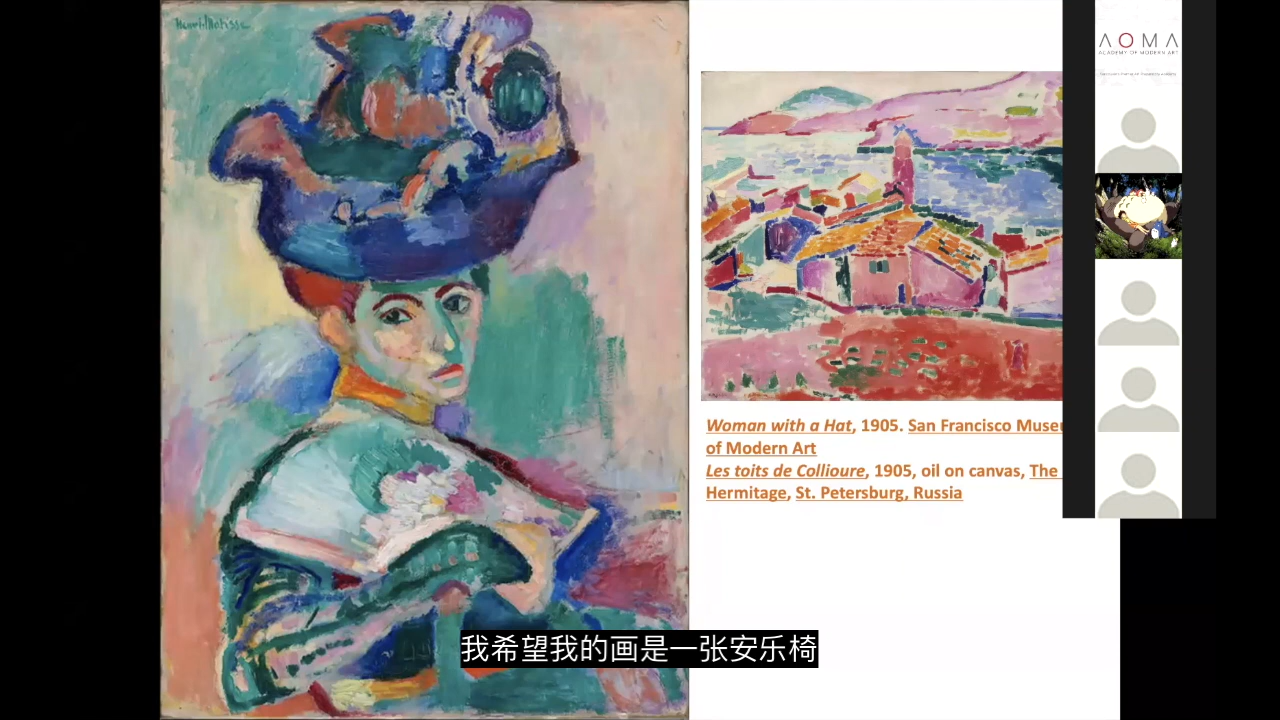 Henri-Matisse
AOMA
ACADEMY OF MODERN ART
Woman with a Hat, 1905. San Francisco Museu
of Modern Art
Les toits de Collioure, 1905, oil on canvas, The
Hermitage, St. Petersburg, Russia
我希望我的画是一张安乐椅